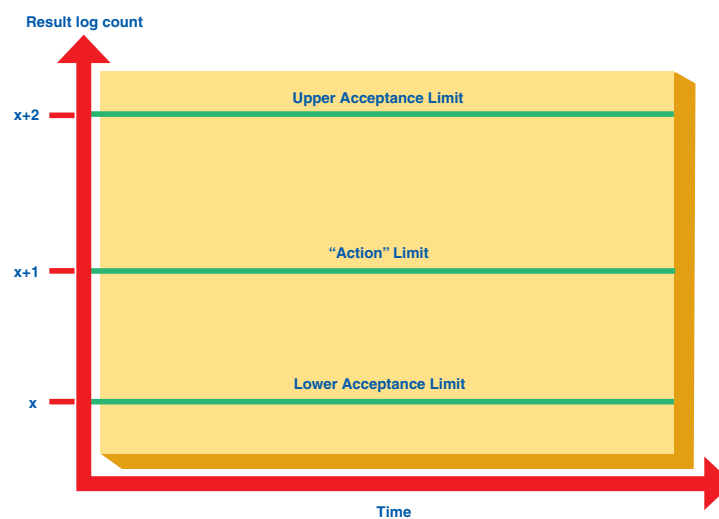 Result log count
Upper Acceptance Limit
x+2
“Action” Limit
x+1
Lower Acceptance Limit
x
Time